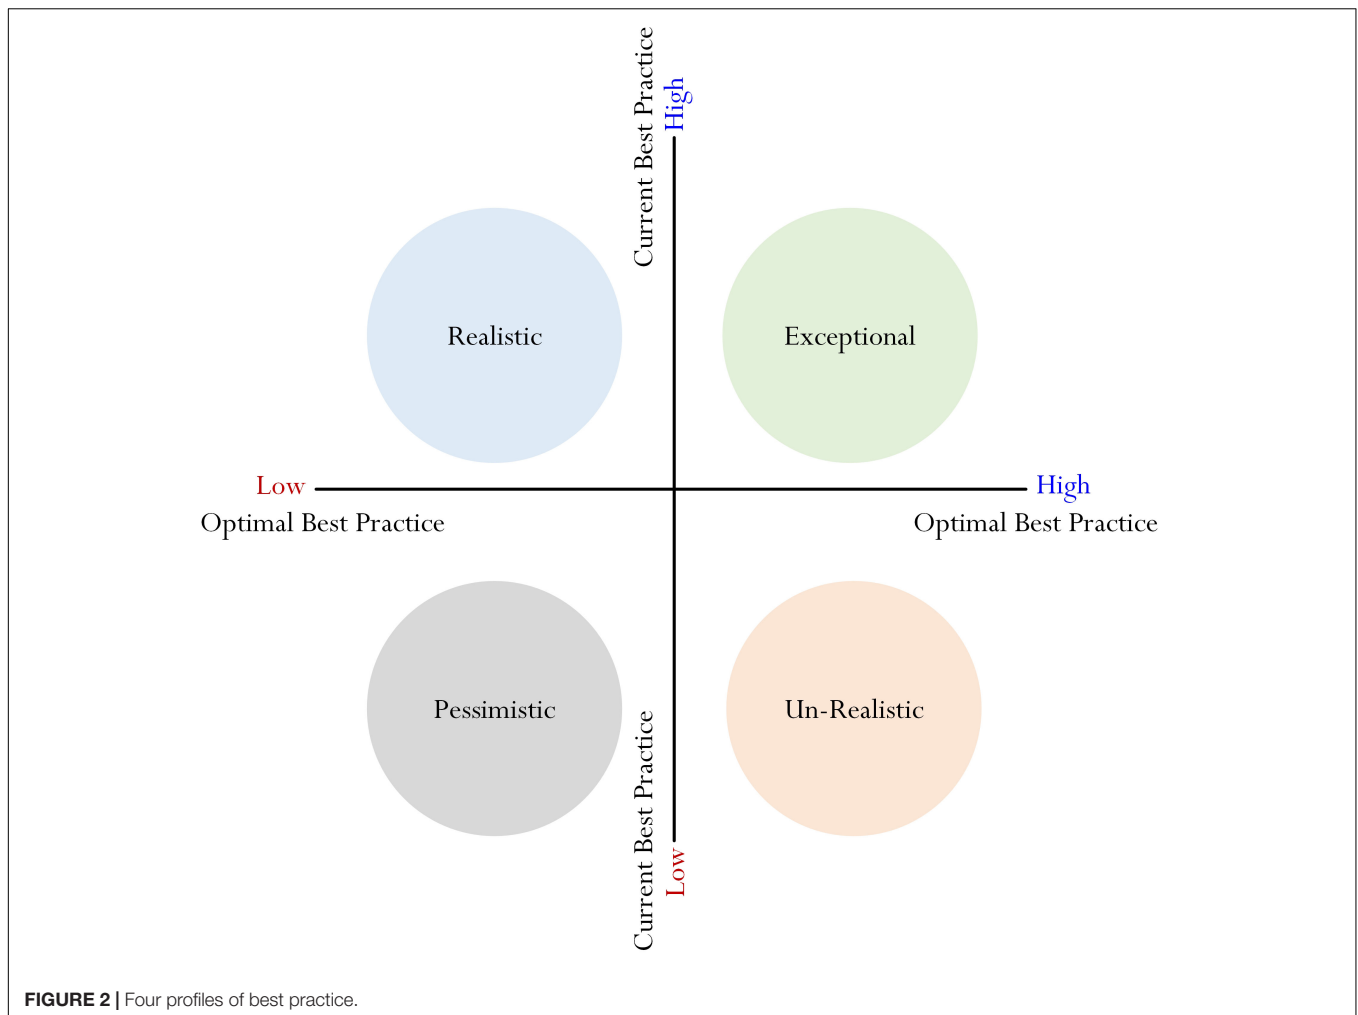 Current Best Practice
High
Realistic
Exceptional
Low
High
Optimal Best Practice
Optimal Best Practice
Pessimistic
Un-Realistic
Current Best Practice
Low
FIGURE 2 | Four profiles of best practice.